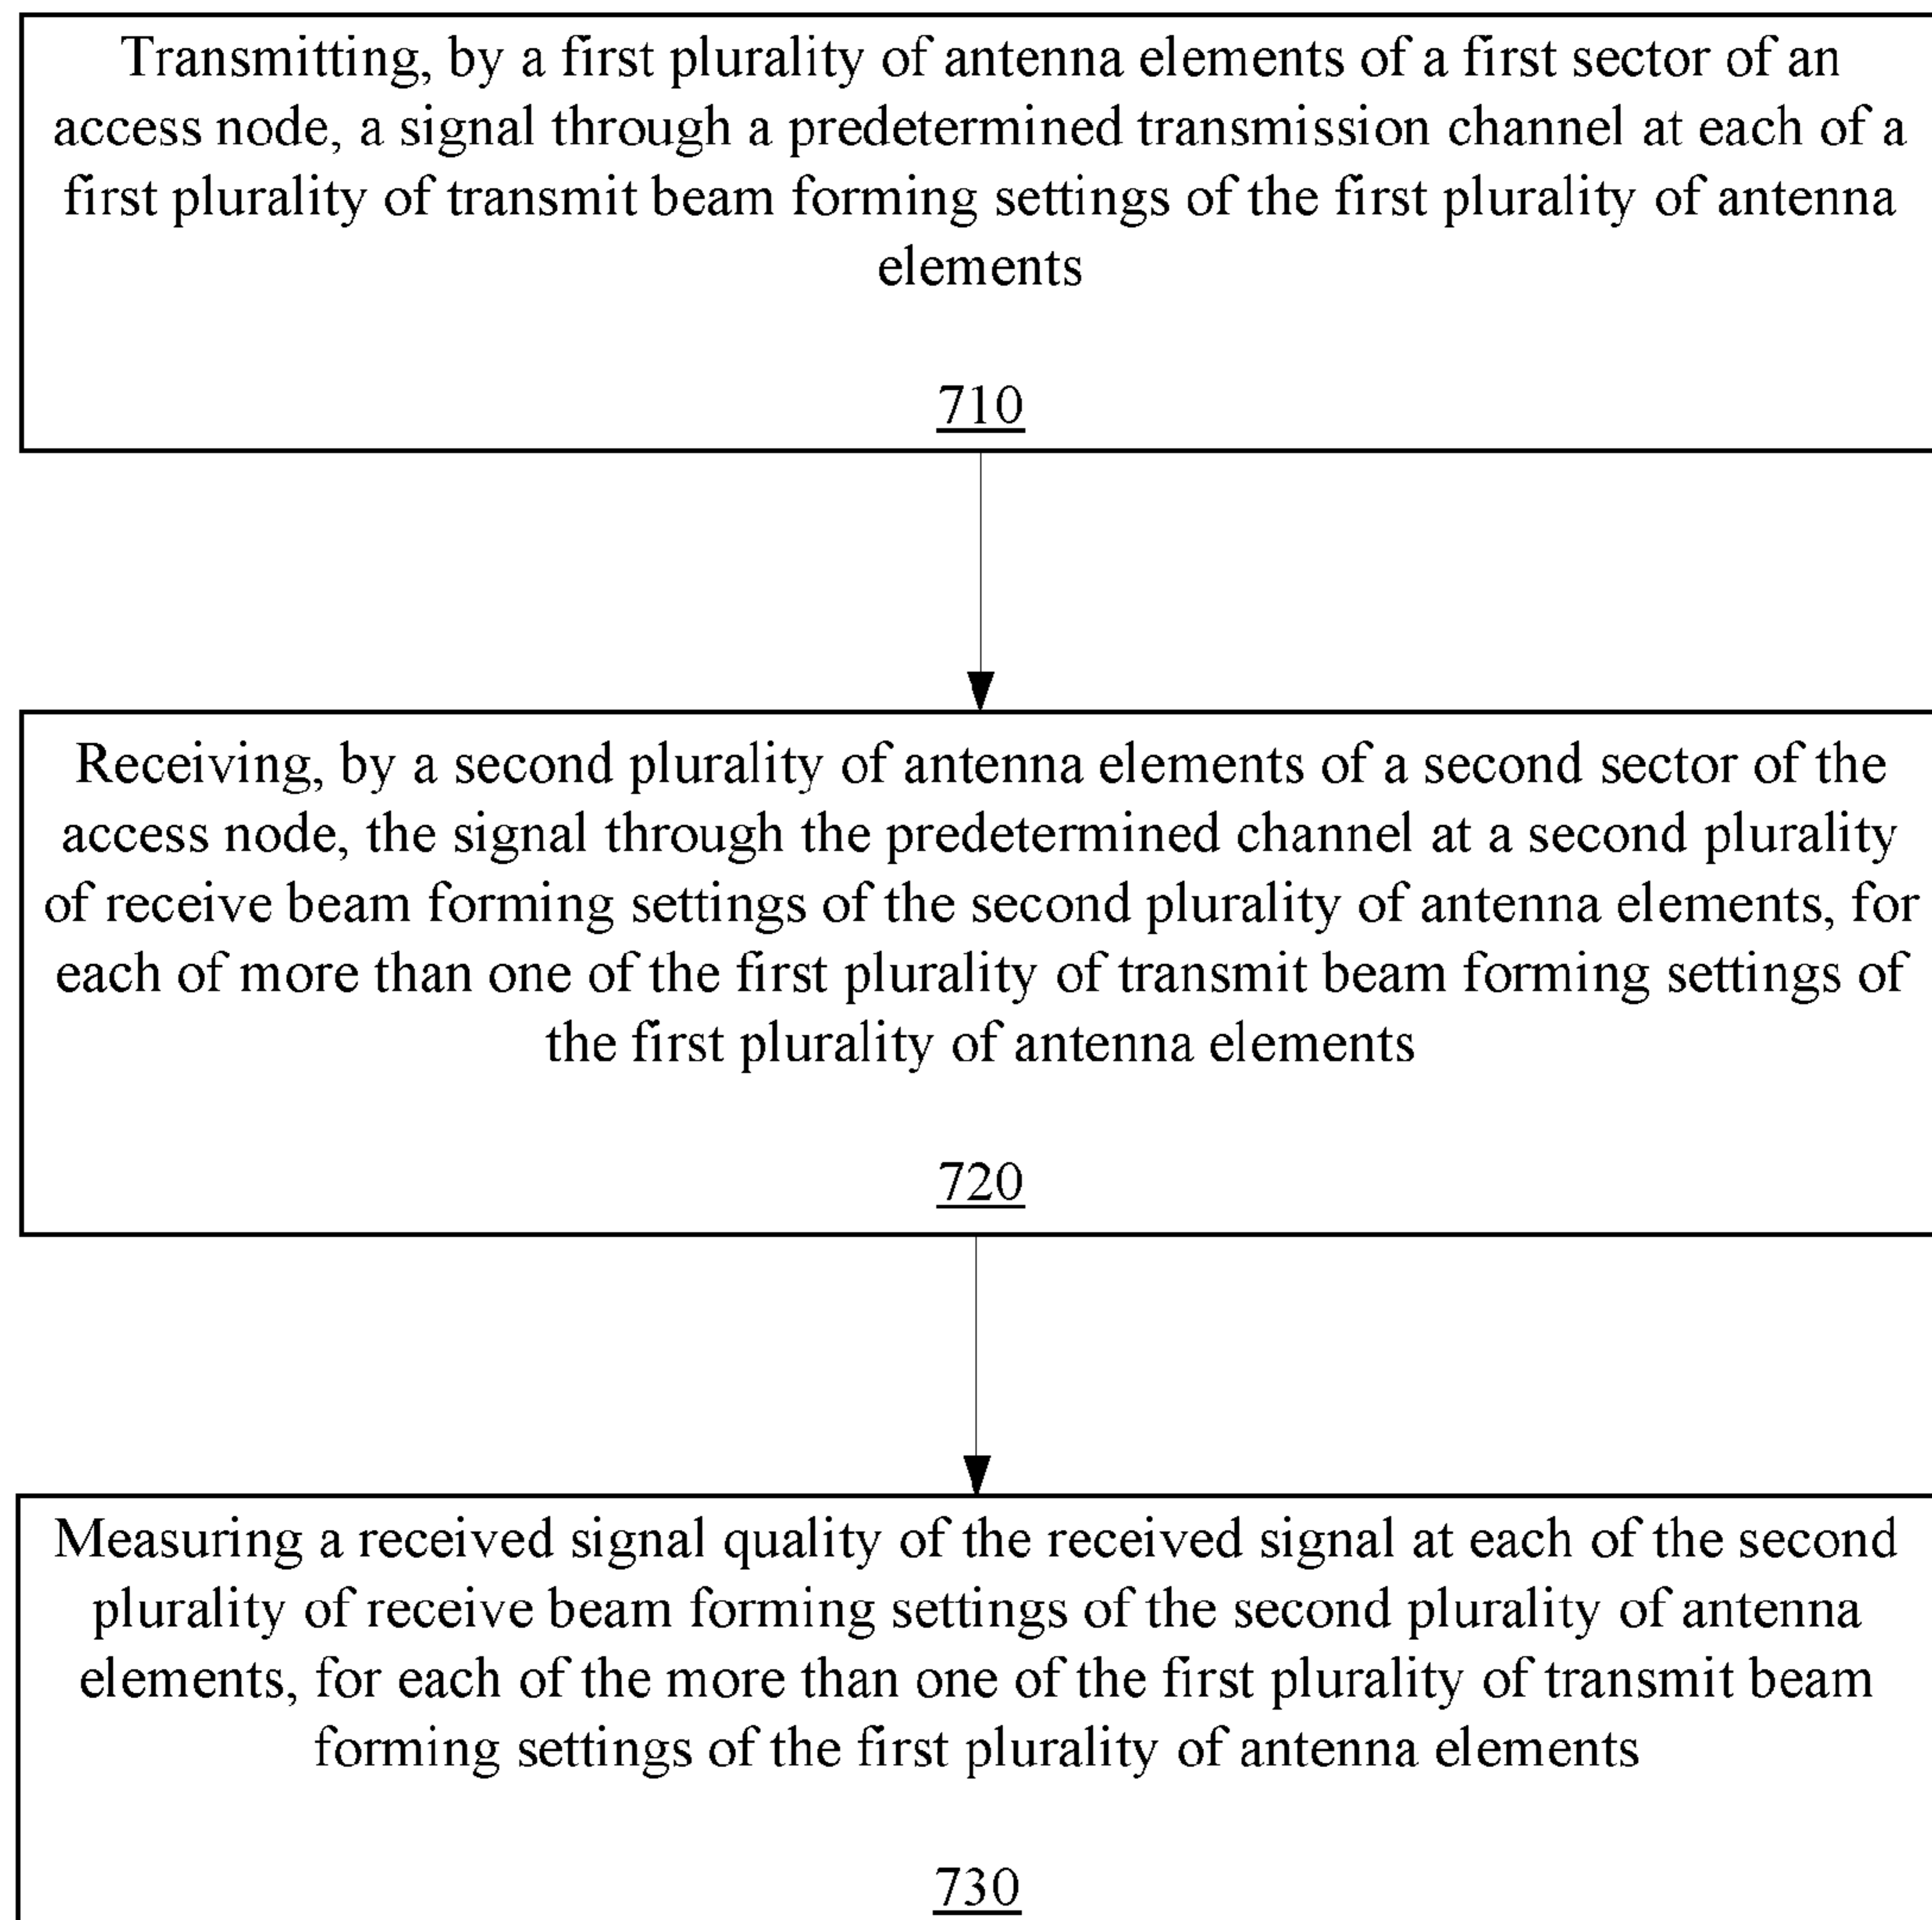 Transmitting, by a first plurality of antenna elements of a first sector of an
access node, a signal through a predetermined transmission channel at each of a
first plurality of transmit beam forming settings of the first plurality of antenna
elements
710
Receiving, by a second plurality of antenna elements of a second sector of the
access node, the signal through the predetermined channel at a second plurality
of receive beam forming settings of the second plurality of antenna elements, for
each of more than one of the first plurality of transmit beam forming settings of
the first plurality of antenna elements
720
Measuring a received signal quality of the received signal at each of the second
plurality of receive beam forming settings of the second plurality of antenna
elements, for each of the more than one of the first plurality of transmit beam
forming settings of the first plurality of antenna elements
730